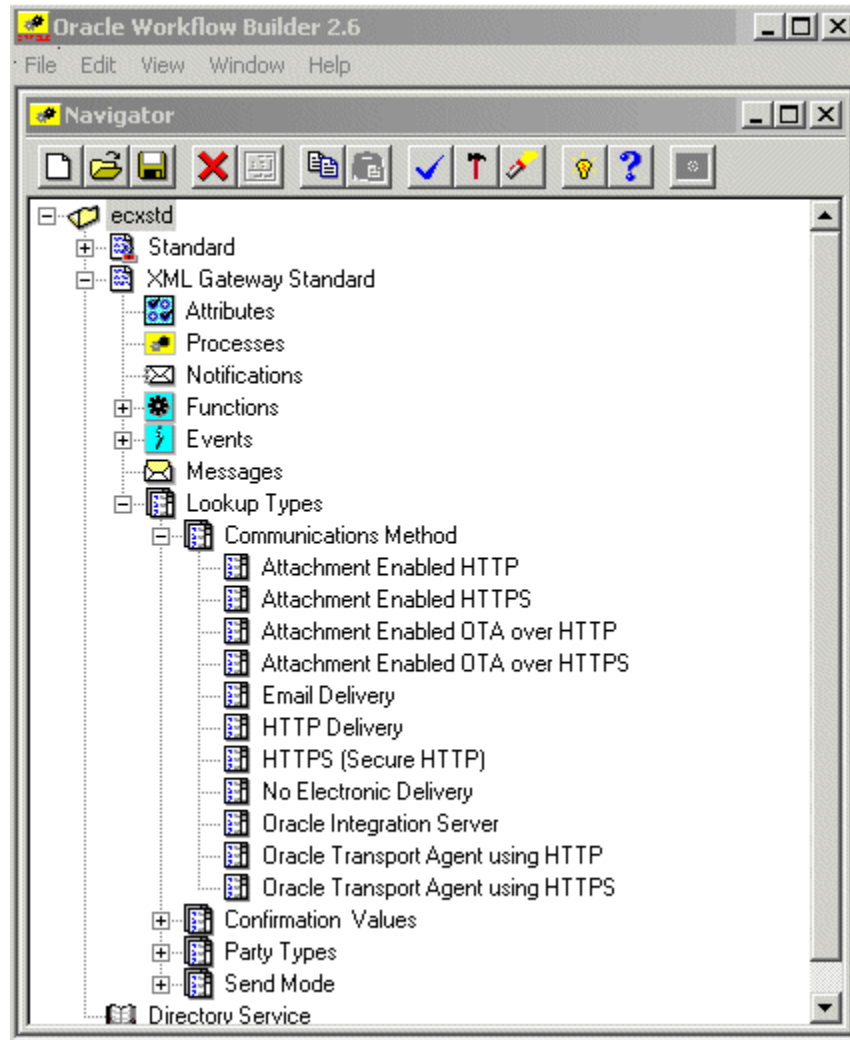 Oracle Workflow Builder 2.6
File Edit View Window Help
Navigator
ecxstd
Standard
XML Gateway Standard
Attributes
Processes
Notifications
Functions
Events
Messages
Lookup Types
Communications Method
Attachment Enabled HTTP
Attachment Enabled HTTPS
Attachment Enabled OTA over HTTP
Attachment Enabled OTA over HTTPS
Email Delivery
HTTP Delivery
HTTPS (Secure HTTP)
No Electronic Delivery
Oracle Integration Server
Oracle Transport Agent using HTTP
Oracle Transport Agent using HTTPS
Confirmation Values
Party Types
Send Mode
Directory Service